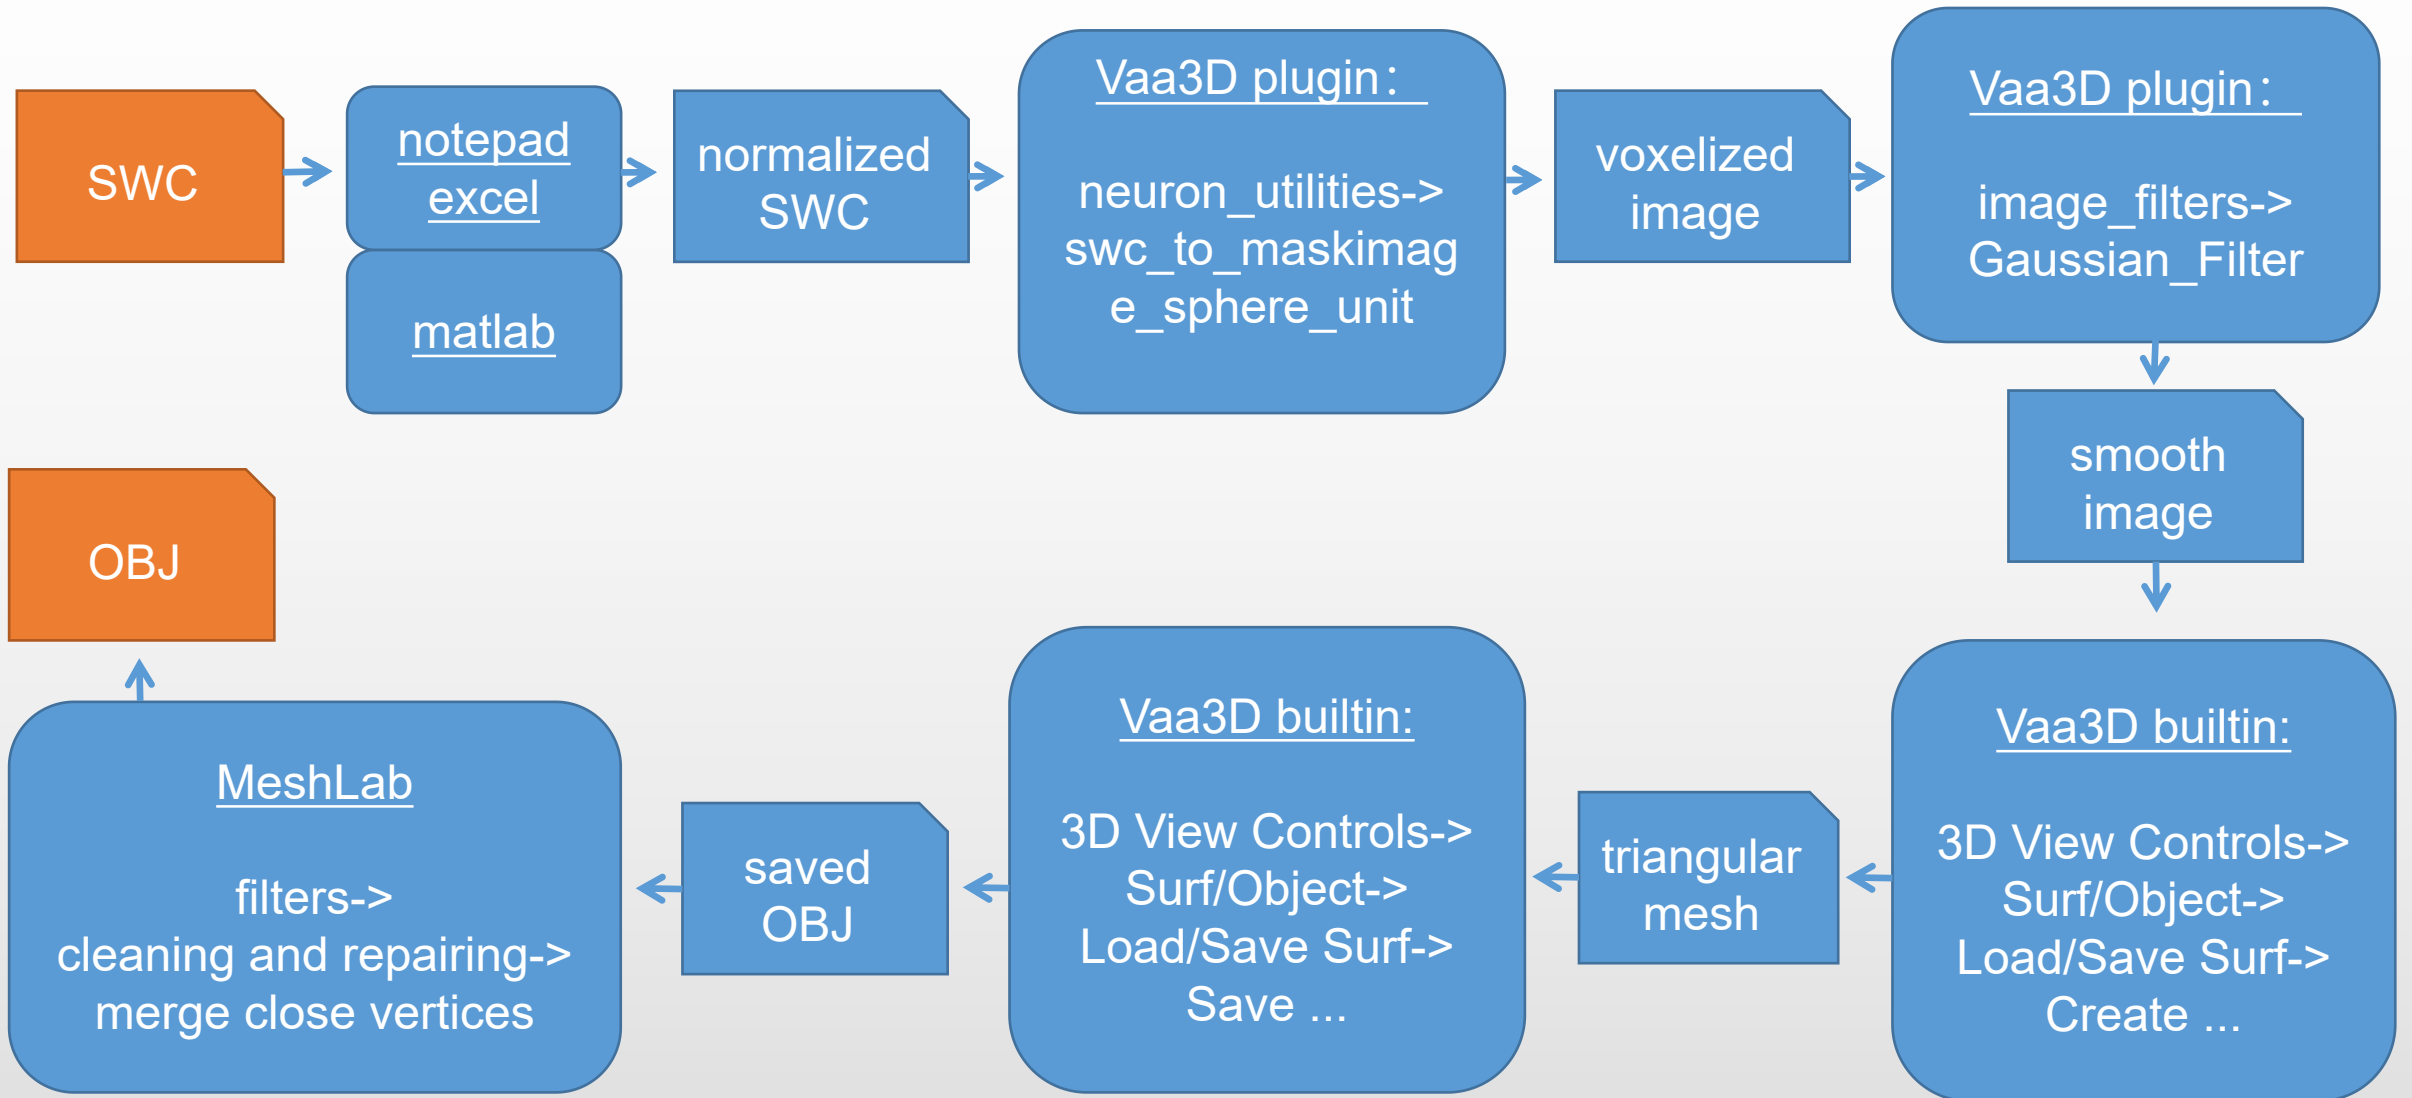 SWC
notepad
excel
matlab
normalized
SWC
Vaa3D plugin：
neuron_utilities->
swc_to_maskimag
e_sphere_unit
voxelized
image
Vaa3D plugin：
image_filters->
Gaussian_Filter
smooth
image
Vaa3D builtin:
3D View Controls->
Surf/Object->
Load/Save Surf->
Create ...
triangular
mesh
Vaa3D builtin:
3D View Controls->
Surf/Object->
Load/Save Surf->
Save ...
saved
OBJ
MeshLab
filters->
cleaning and repairing->
merge close vertices
OBJ